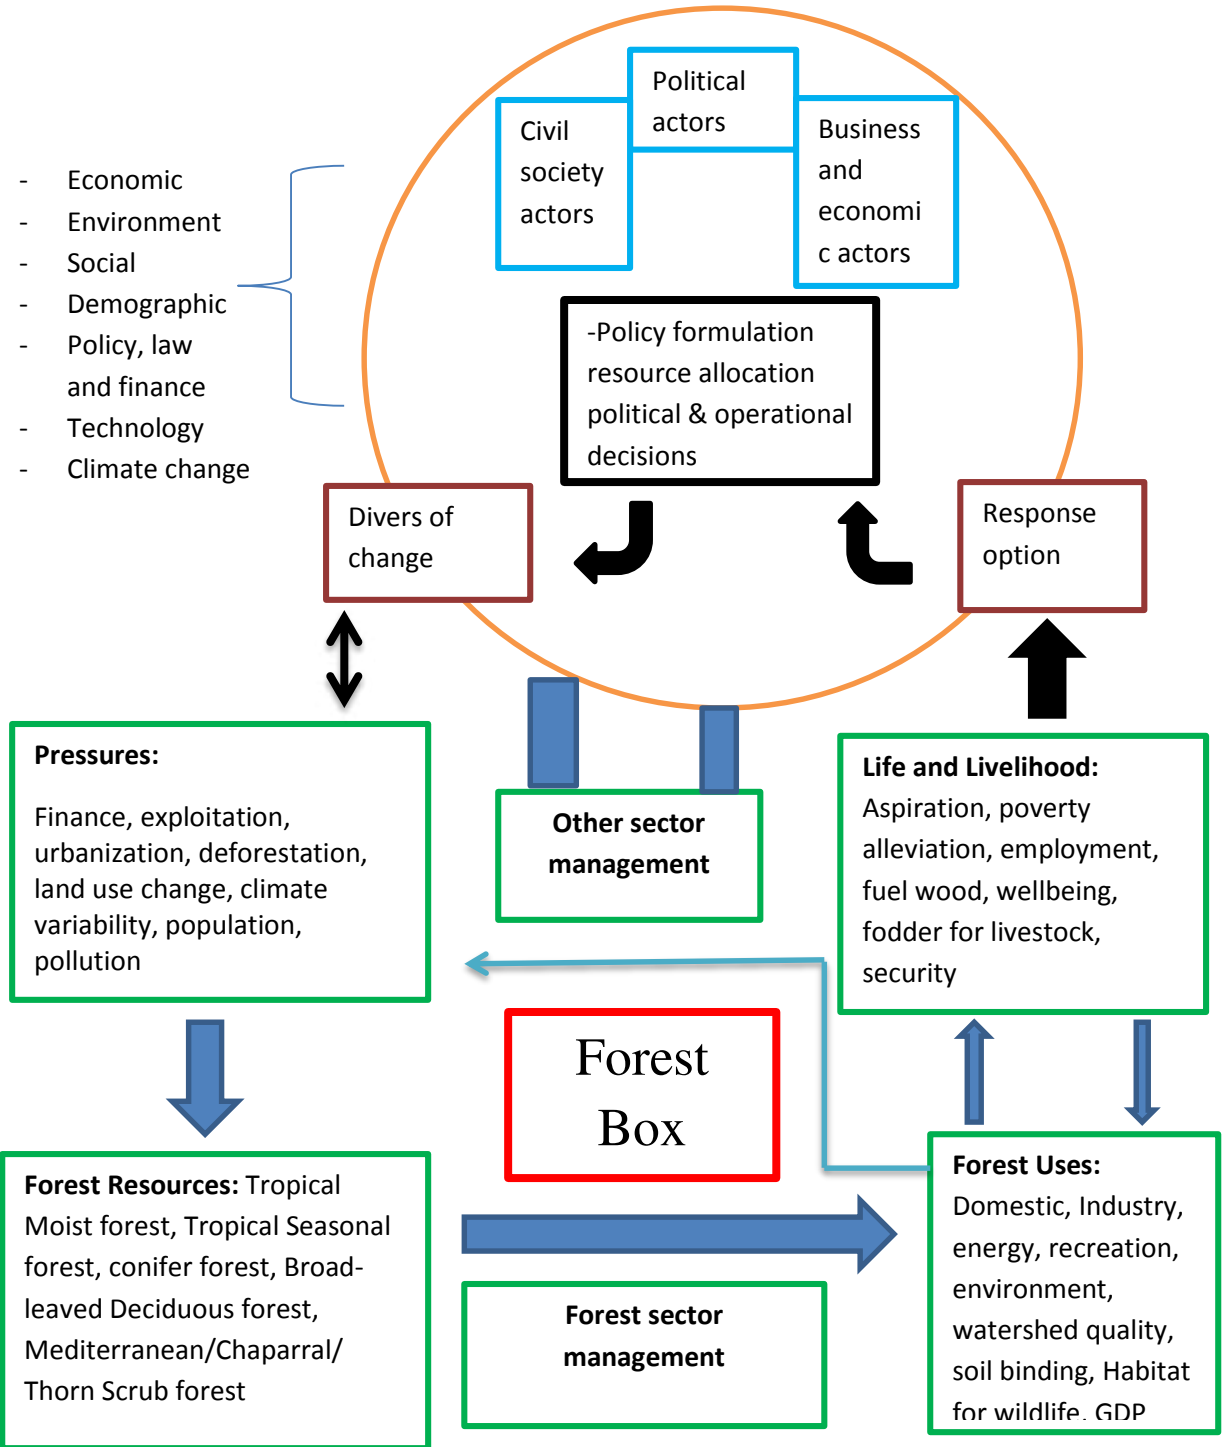 Political
actors
Civil
society
actors
Business
and
economi
c actors
- Economic
- Environment
- Social
- Demographic
- Policy, law
and finance
- Technology
- Climate change
-Policy formulation
resource allocation
political & operational
decisions
Divers of
change
Response
option
Pressures:
Finance, exploitation,
urbanization, deforestation,
land use change, climate
variability, population,
pollution
Other sector
management
Life and Livelihood:
Aspiration, poverty
alleviation, employment,
fuel wood, wellbeing,
fodder for livestock,
security
Forest
Box
Forest Resources: Tropical
Moist forest, Tropical Seasonal
forest, conifer forest, Broad-
leaved Deciduous forest,
Mediterranean/Chaparral/
Thorn Scrub forest
Forest sector
management
Forest Uses:
Domestic, Industry,
energy, recreation,
environment,
watershed quality,
soil binding, Habitat
for wildlife, GDP